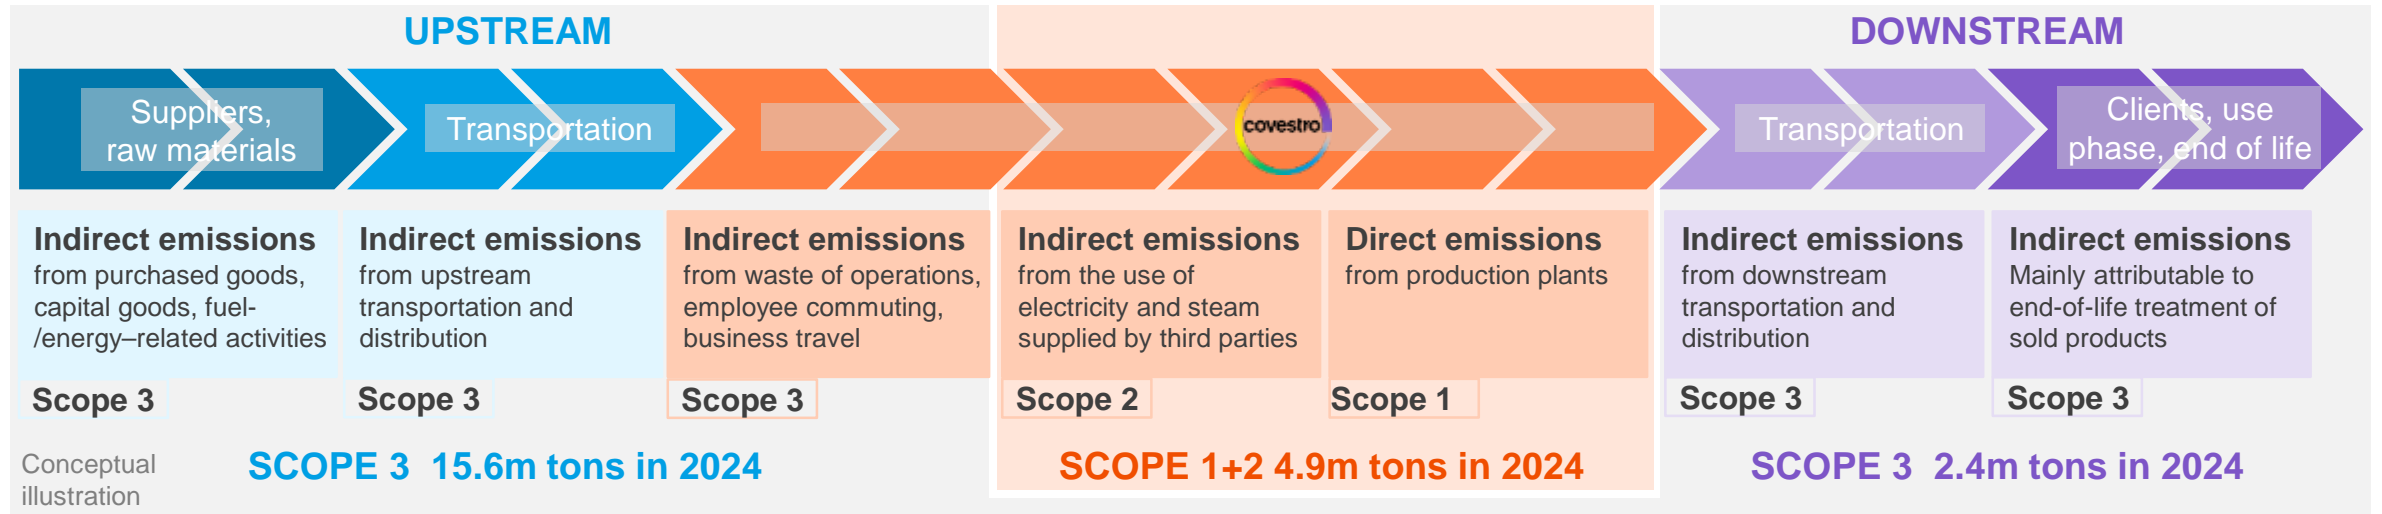 UPSTREAM
DOWNSTREAM
Suppliers,
raw materials
Transportation
covestro
Transportation
Clients, use
phase, end of life
Indirect emissions
from purchased goods,
capital goods, fuel-
/energy–related activities
Scope 3
Indirect emissions
from upstream
transportation and
distribution
Scope 3
Indirect emissions
from waste of operations,
employee commuting,
business travel
Scope 3
Indirect emissions
from the use of
electricity and steam
supplied by third parties
Scope 2
Direct emissions
from production plants
Scope 1
Indirect emissions
from downstream
transportation and
distribution
Scope 3
Indirect emissions
Mainly attributable to
end-of-life treatment of
sold products
Scope 3
Conceptual
illustration
SCOPE 3 15.6m tons in 2024
SCOPE 1+2 4.9m tons in 2024
SCOPE 3 2.4m tons in 2024